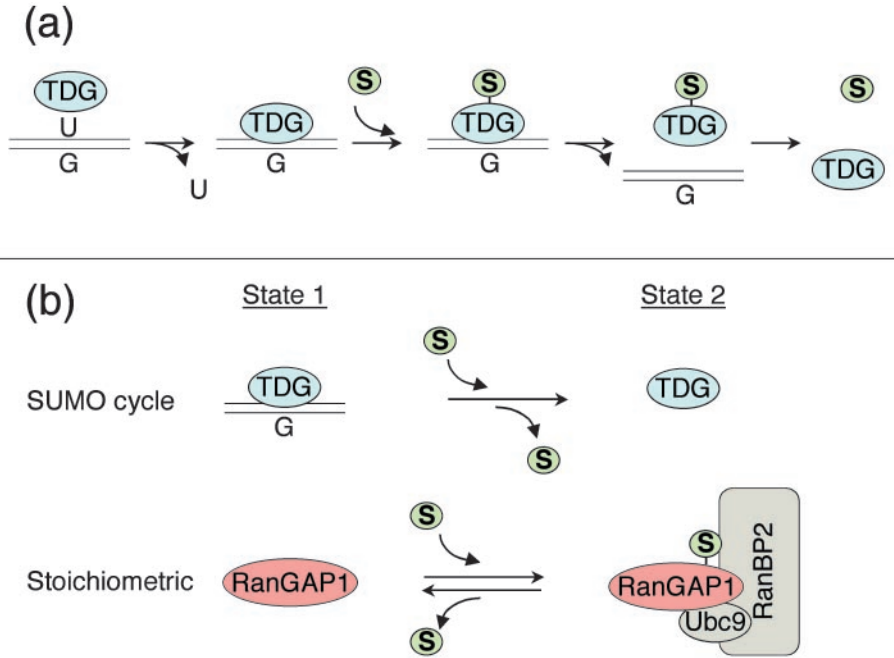 (a)
TDG
U
G
U
TDG
G
S
S
TDG
G
S
TDG
G
S
TDG
(b)
State 1
State 2
SUMO cycle
TDG
G
S
S
TDG
Stoichiometric
RanGAP1
S
S
S
RanGAP1
Ubc9
RanBP2